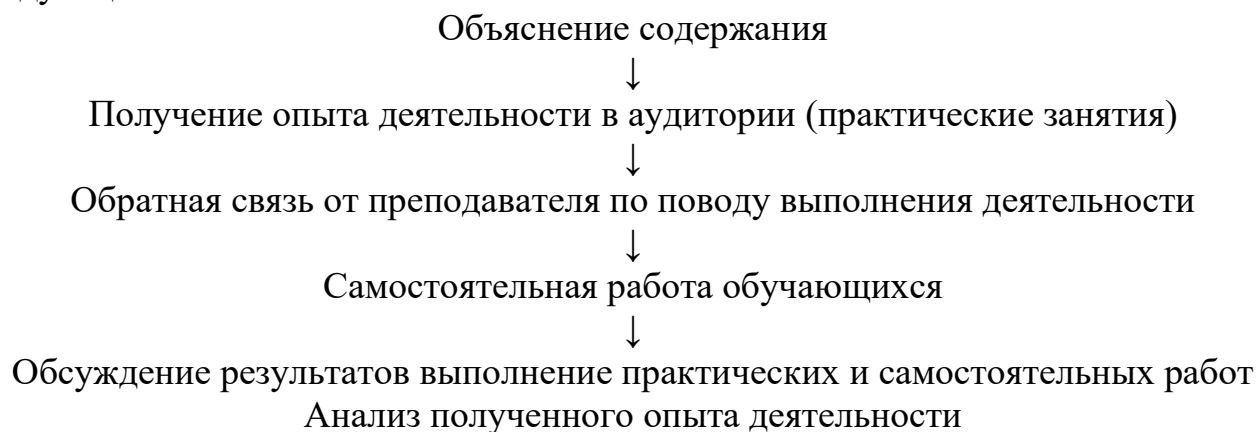 Объяснение содержания
↓
Получение опыта деятельности в аудитории (практические занятия)
↓
Обратная связь от преподавателя по поводу выполнения деятельности
↓
Самостоятельная работа обучающихся
↓
Обсуждение результатов выполнение практических и самостоятельных работ
Анализ полученного опыта деятельности